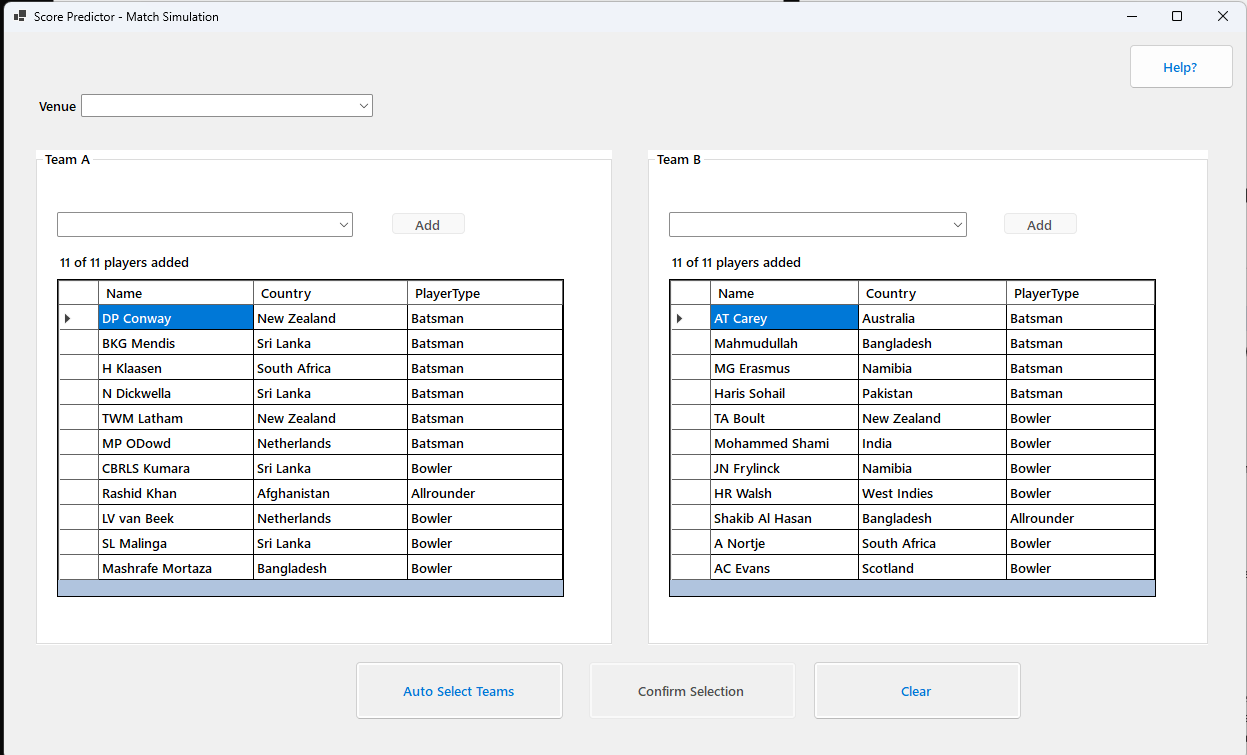 Score Predictor - Match Simulation
Help?
Venue
Team A
Add
11 of 11 players added
Name Country PlayerType
DP Conway New Zealand Batsman
BKG Mendis Sri Lanka Batsman
H Klaasen South Africa Batsman
N Dickwella Sri Lanka Batsman
TWM Latham New Zealand Batsman
MP ODowd Netherlands Batsman
CBRLS Kumara Sri Lanka Bowler
Rashid Khan Afghanistan Allrounder
LV van Beek Netherlands Bowler
SL Malinga Sri Lanka Bowler
Mashrafe Mortaza Bangladesh Bowler
Team B
Add
11 of 11 players added
Name Country PlayerType
AT Carey Australia Batsman
Mahmudullah Bangladesh Batsman
MG Erasmus Namibia Batsman
Haris Sohail Pakistan Batsman
TA Boult New Zealand Bowler
Mohammed Shami India Bowler
JN Frylinck Namibia Bowler
HR Walsh West Indies Bowler
Shakib Al Hasan Bangladesh Allrounder
A Nortje South Africa Bowler
AC Evans Scotland Bowler
Auto Select Teams
Confirm Selection
Clear